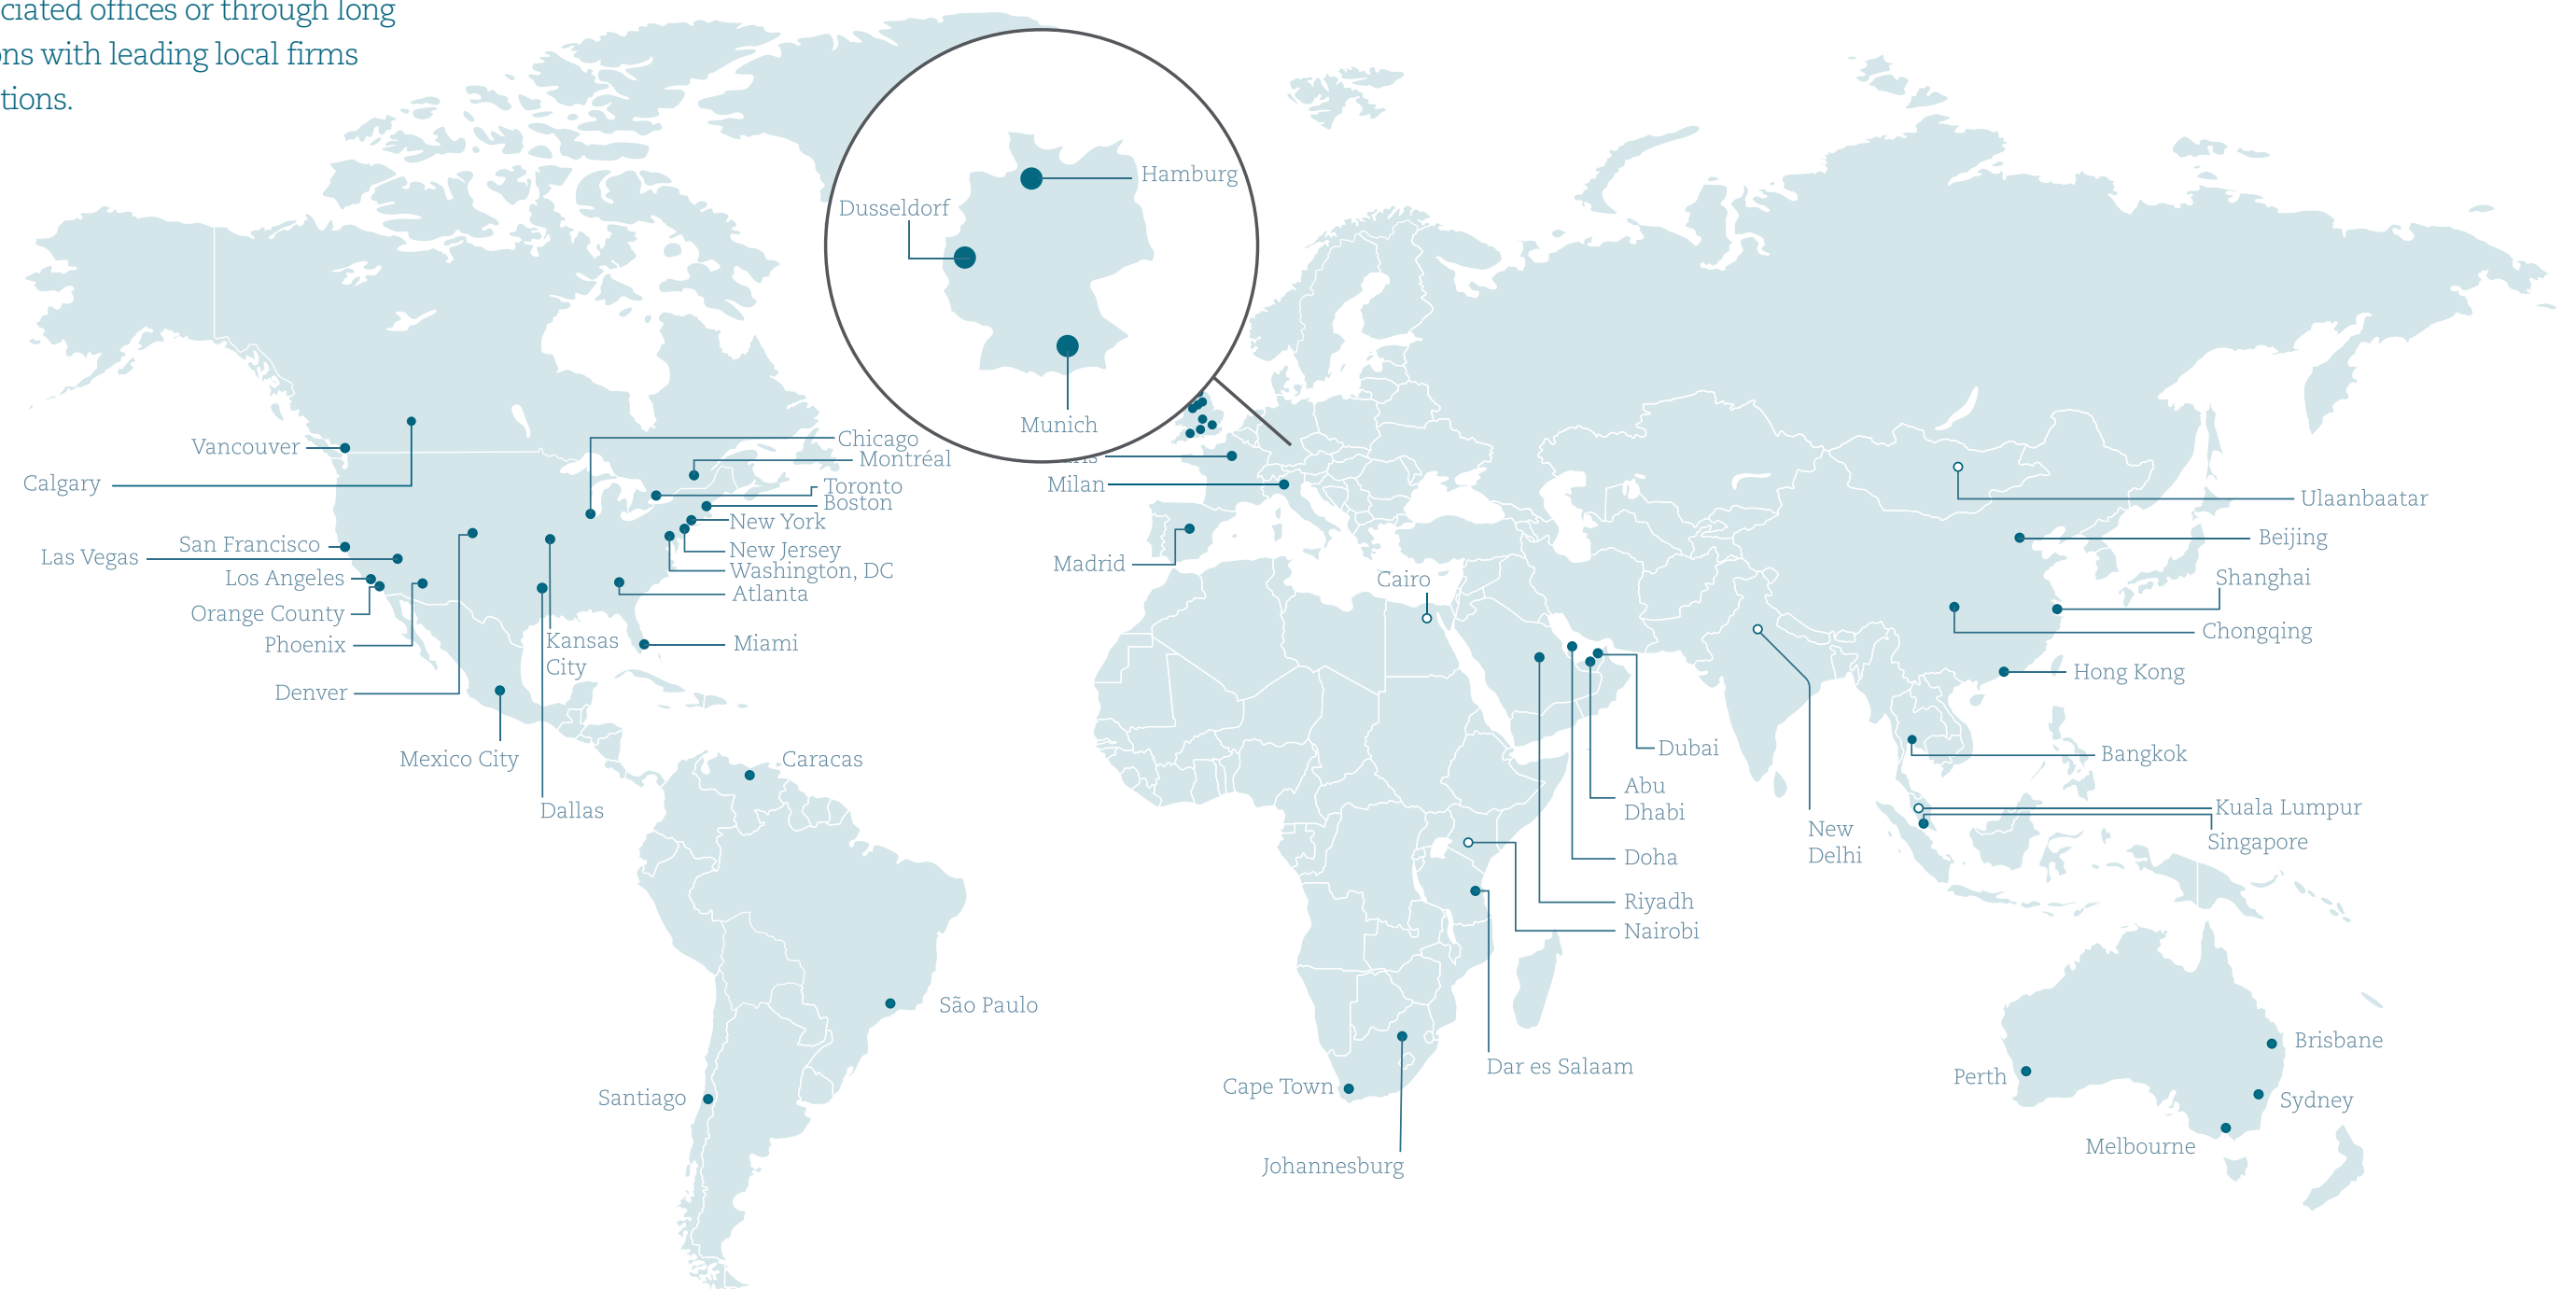 ciated offices or through long
ns with leading local firms
tions.
Hamburg
Dusseldorf
Munich
Vancouver
Calgary
Chicago
Montréal
Toronto
Boston
New York
New Jersey
Washington, DC
Atlanta
Miami
San Francisco
Las Vegas
Los Angeles
Orange County
Phoenix
Denver
Kansas
City
Mexico City
Dallas
Caracas
São Paulo
Santiago
Milan
Madrid
Cairo
Dubai
Abu
Dhabi
Doha
Riyadh
Nairobi
Dar es Salaam
Cape Town
Johannesburg
New
Delhi
Ulaanbaatar
Beijing
Shanghai
Chongqing
Hong Kong
Bangkok
Kuala Lumpur
Singapore
Brisbane
Perth
Sydney
Melbourne